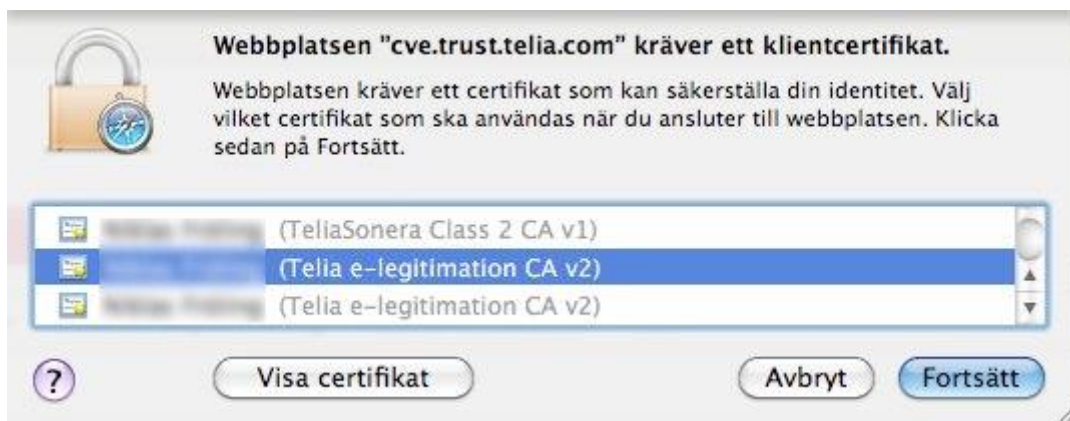 Webbplatsen ”cve.trust.telia.com” kräver ett klientcertifikat.
Webbplatsen kräver ett certifikat som kan säkerställa din identitet. Välj
vilket certifikat som ska användas när du ansluter till webbplatsen. Klicka
sedan på Fortsätt.
(TeliaSonera Class 2 CA v1)
(Telia e-legitimation CA v2)
(Telia e-legitimation CA v2)
? Visa certifikat Avbryt Fortsätt